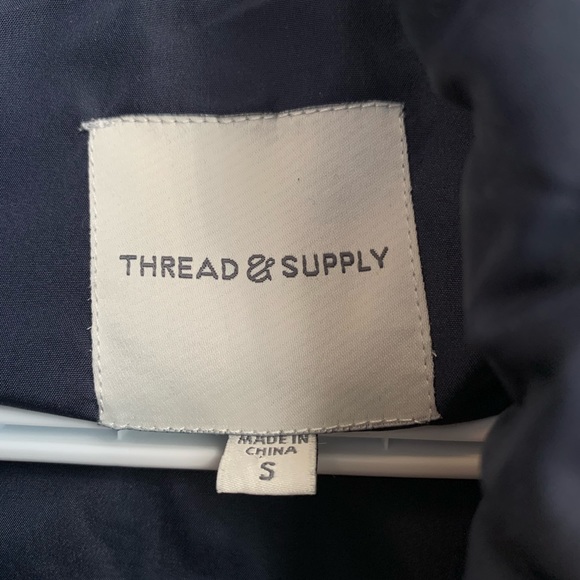 THREAD & SUPPLY
MADE IN
CHINA
S